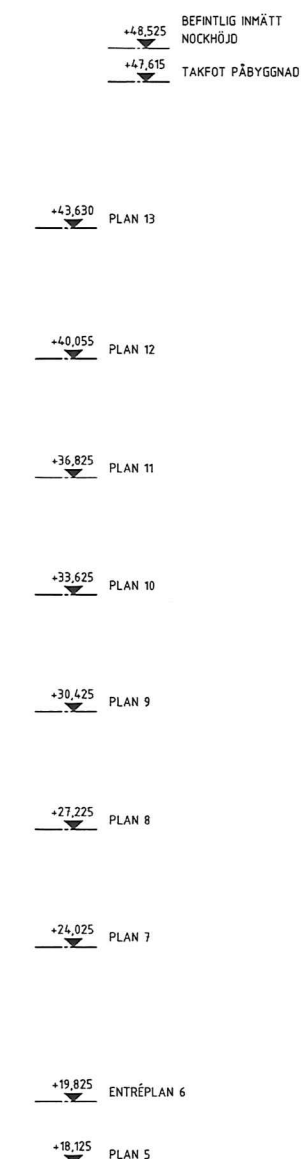 +48,525 BEFINTLIG INMÄTT
NOCKHÖJD
+47,615 TAKFOT PÅBYGGNAD
+43,630 PLAN 13
+40,055 PLAN 12
+36,825 PLAN 11
+33,625 PLAN 10
+30,425 PLAN 9
+27,225 PLAN 8
+24,025 PLAN 7
+19,825 ENTRÉPLAN 6
+18,125 PLAN 5